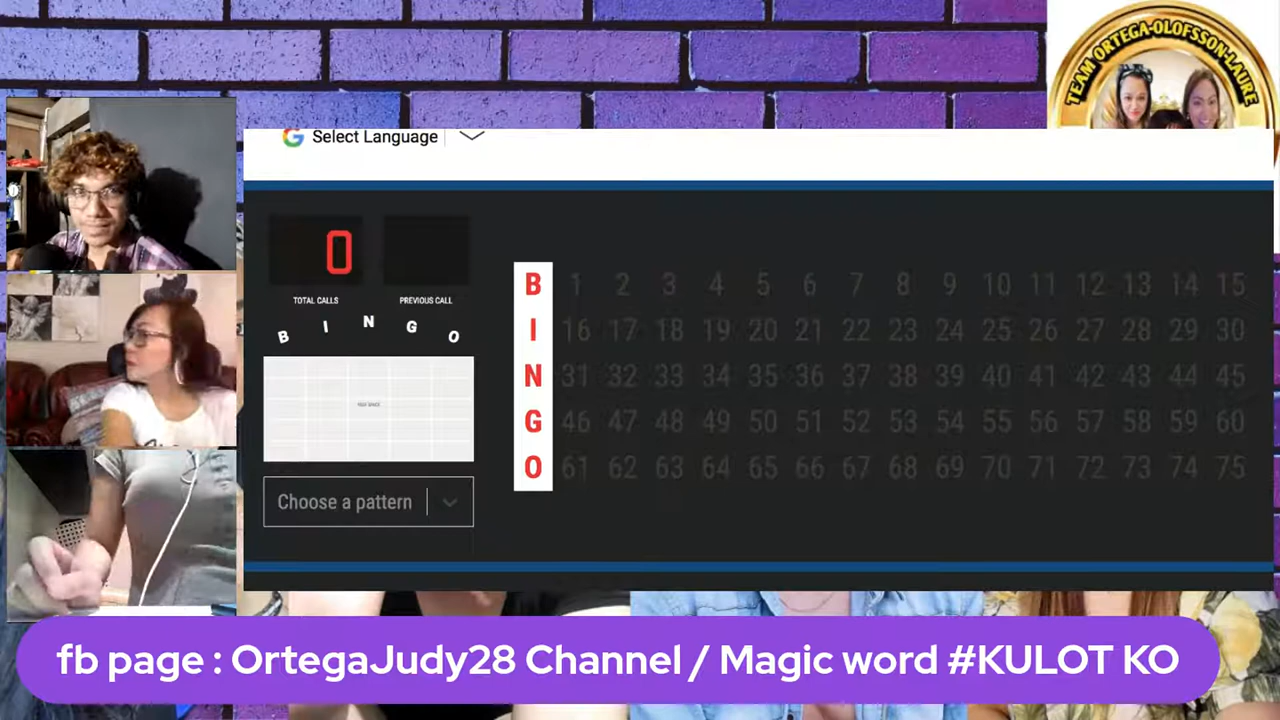 TEAM ORTEGA-OLOFSSON-LAURE
Select Language
0
TOTAL CALLS
PREVIOUS CALL
B I N G O
Choose a pattern
B 1 2 3 4 5 6 7 8 9 10 11 12 13 14 15
I 16 17 18 19 20 21 22 23 24 25 26 27 28 29 30
N 31 32 33 34 35 36 37 38 39 40 41 42 43 44 45
G 46 47 48 49 50 51 52 53 54 55 56 57 58 59 60
O 61 62 63 64 65 66 67 68 69 70 71 72 73 74 75
fb page : OrtegaJudy28 Channel / Magic word #KULOT KO